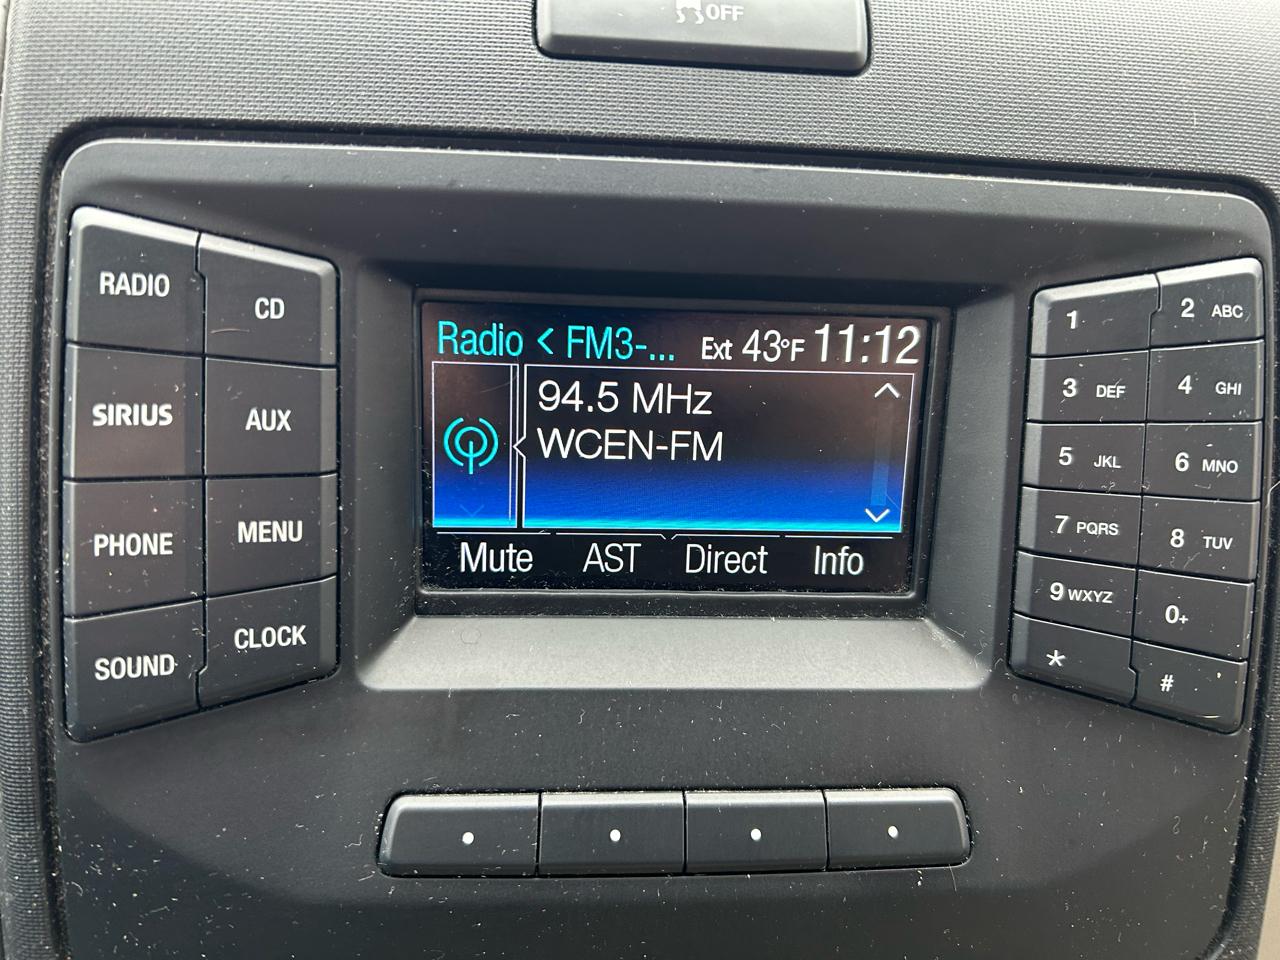 OFF
RADIO
CD
SIRIUS
AUX
PHONE
MENU
SOUND
CLOCK
Radio < FM3-... Ext 43°F 11:12
94.5 MHz
WCEN-FM
Mute AST Direct Info
1
2 ABC
3 DEF
4 GHI
5 JKL
6 MNO
7 PQRS
8 TUV
9 WXYZ
0+
*
#